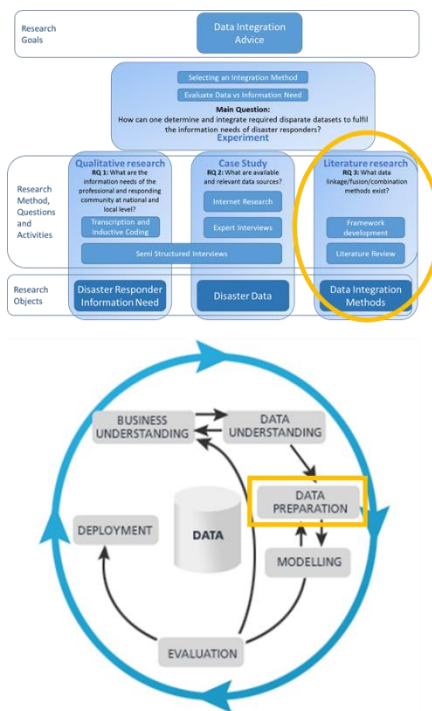 Research
Goals
Data Integration
Advice
Selecting an Integration Method
Evaluate Data vs Information Need
Main Question:
How can one determine and integrate required disparate datasets to fulfil
the information needs of disaster responders?
Experiment
Research
Method,
Questions
and
Activities
Qualitative research
RQ 1: What are the
information needs of the
professional and responding
community at national and
local level?
Transcription and
Inductive Coding
Case Study
RQ 2: What are available
and relevant data sources?
Internet Research
Expert Interviews
Semi Structured Interviews
Literature research
RQ 3: What data
linkage/fusion/combination
methods exist?
Framework
development
Literature Review
Research
Objects
Disaster Responder
Information Need
Disaster Data
Data Integration
Methods
BUSINESS
UNDERSTANDING
DATA
UNDERSTANDING
DATA
PREPARATION
DEPLOYMENT
DATA
MODELLING
EVALUATION